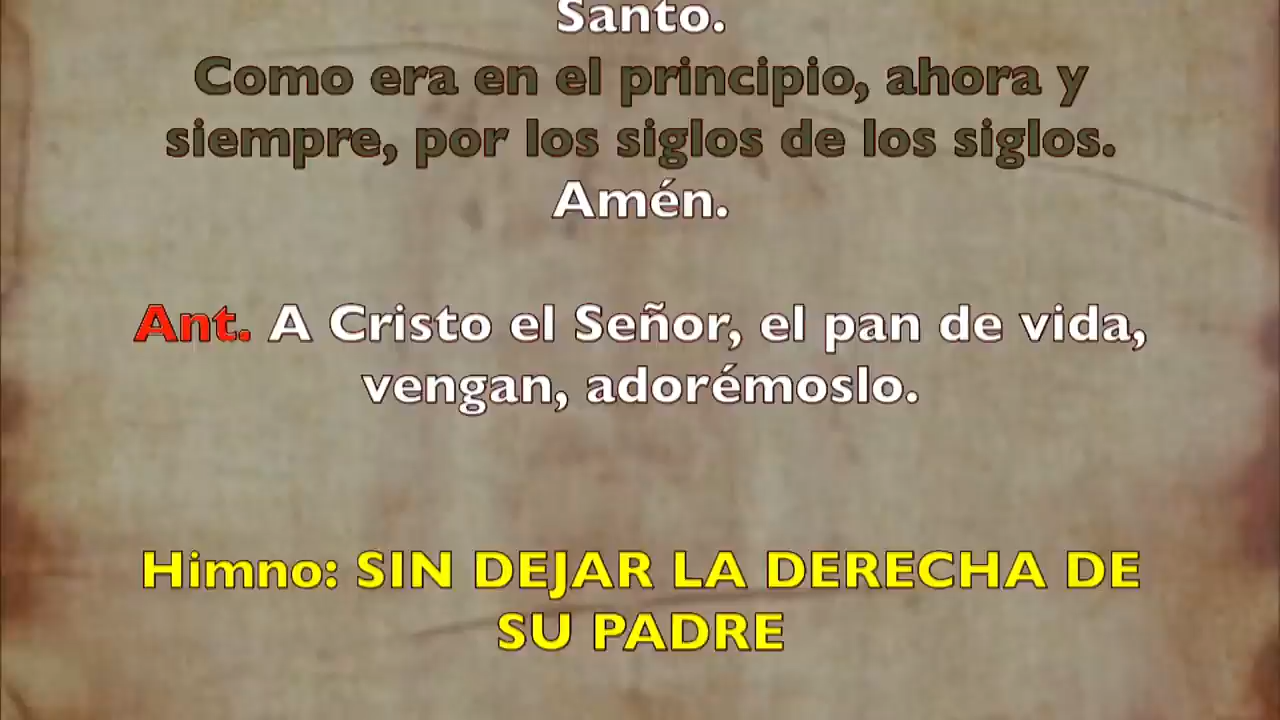 Santo.
Como era en el principio, ahora y
siempre, por los siglos de los siglos.
Amén.
Ant. A Cristo el Señor, el pan de vida,
vengan, adorémoslo.
Himno: SIN DEJAR LA DERECHA DE
SU PADRE